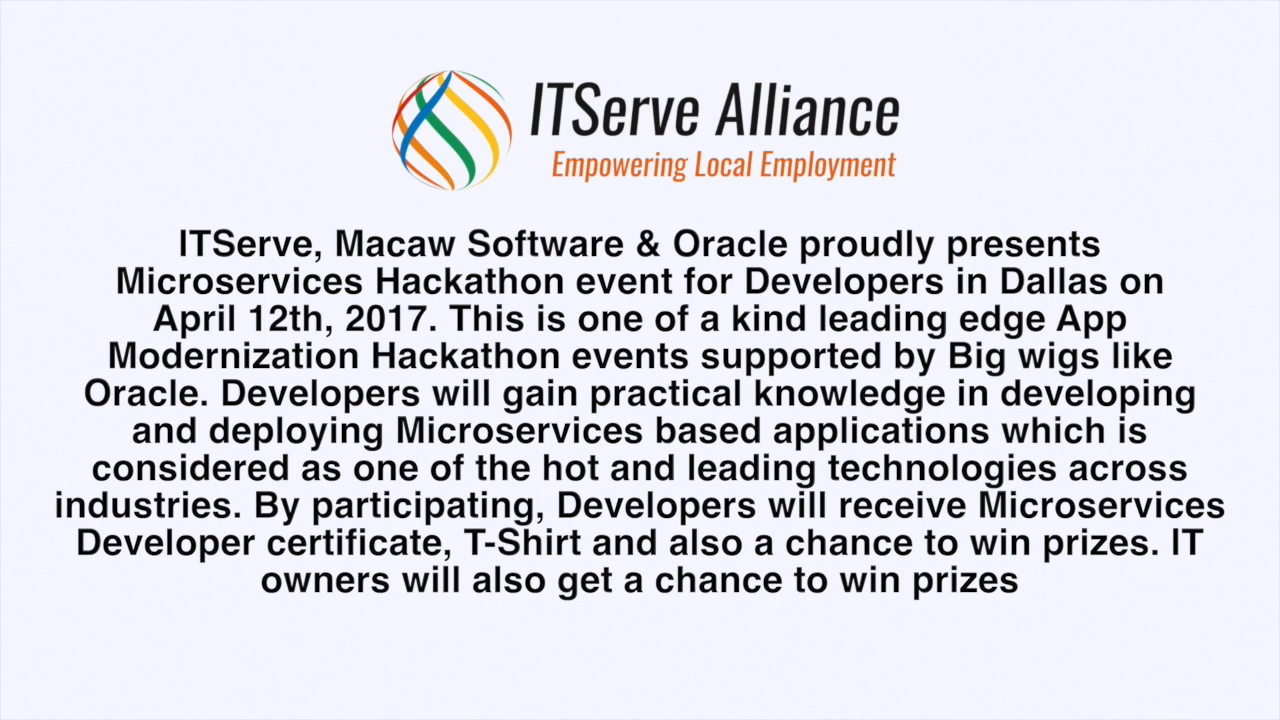 ITServe Alliance
Empowering Local Employment
ITServe, Macaw Software & Oracle proudly presents
Microservices Hackathon event for Developers in Dallas on
April 12th, 2017. This is one of a kind leading edge App
Modernization Hackathon events supported by Big wigs like
Oracle. Developers will gain practical knowledge in developing
and deploying Microservices based applications which is
considered as one of the hot and leading technologies across
industries. By participating, Developers will receive Microservices
Developer certificate, T-Shirt and also a chance to win prizes. IT
owners will also get a chance to win prizes